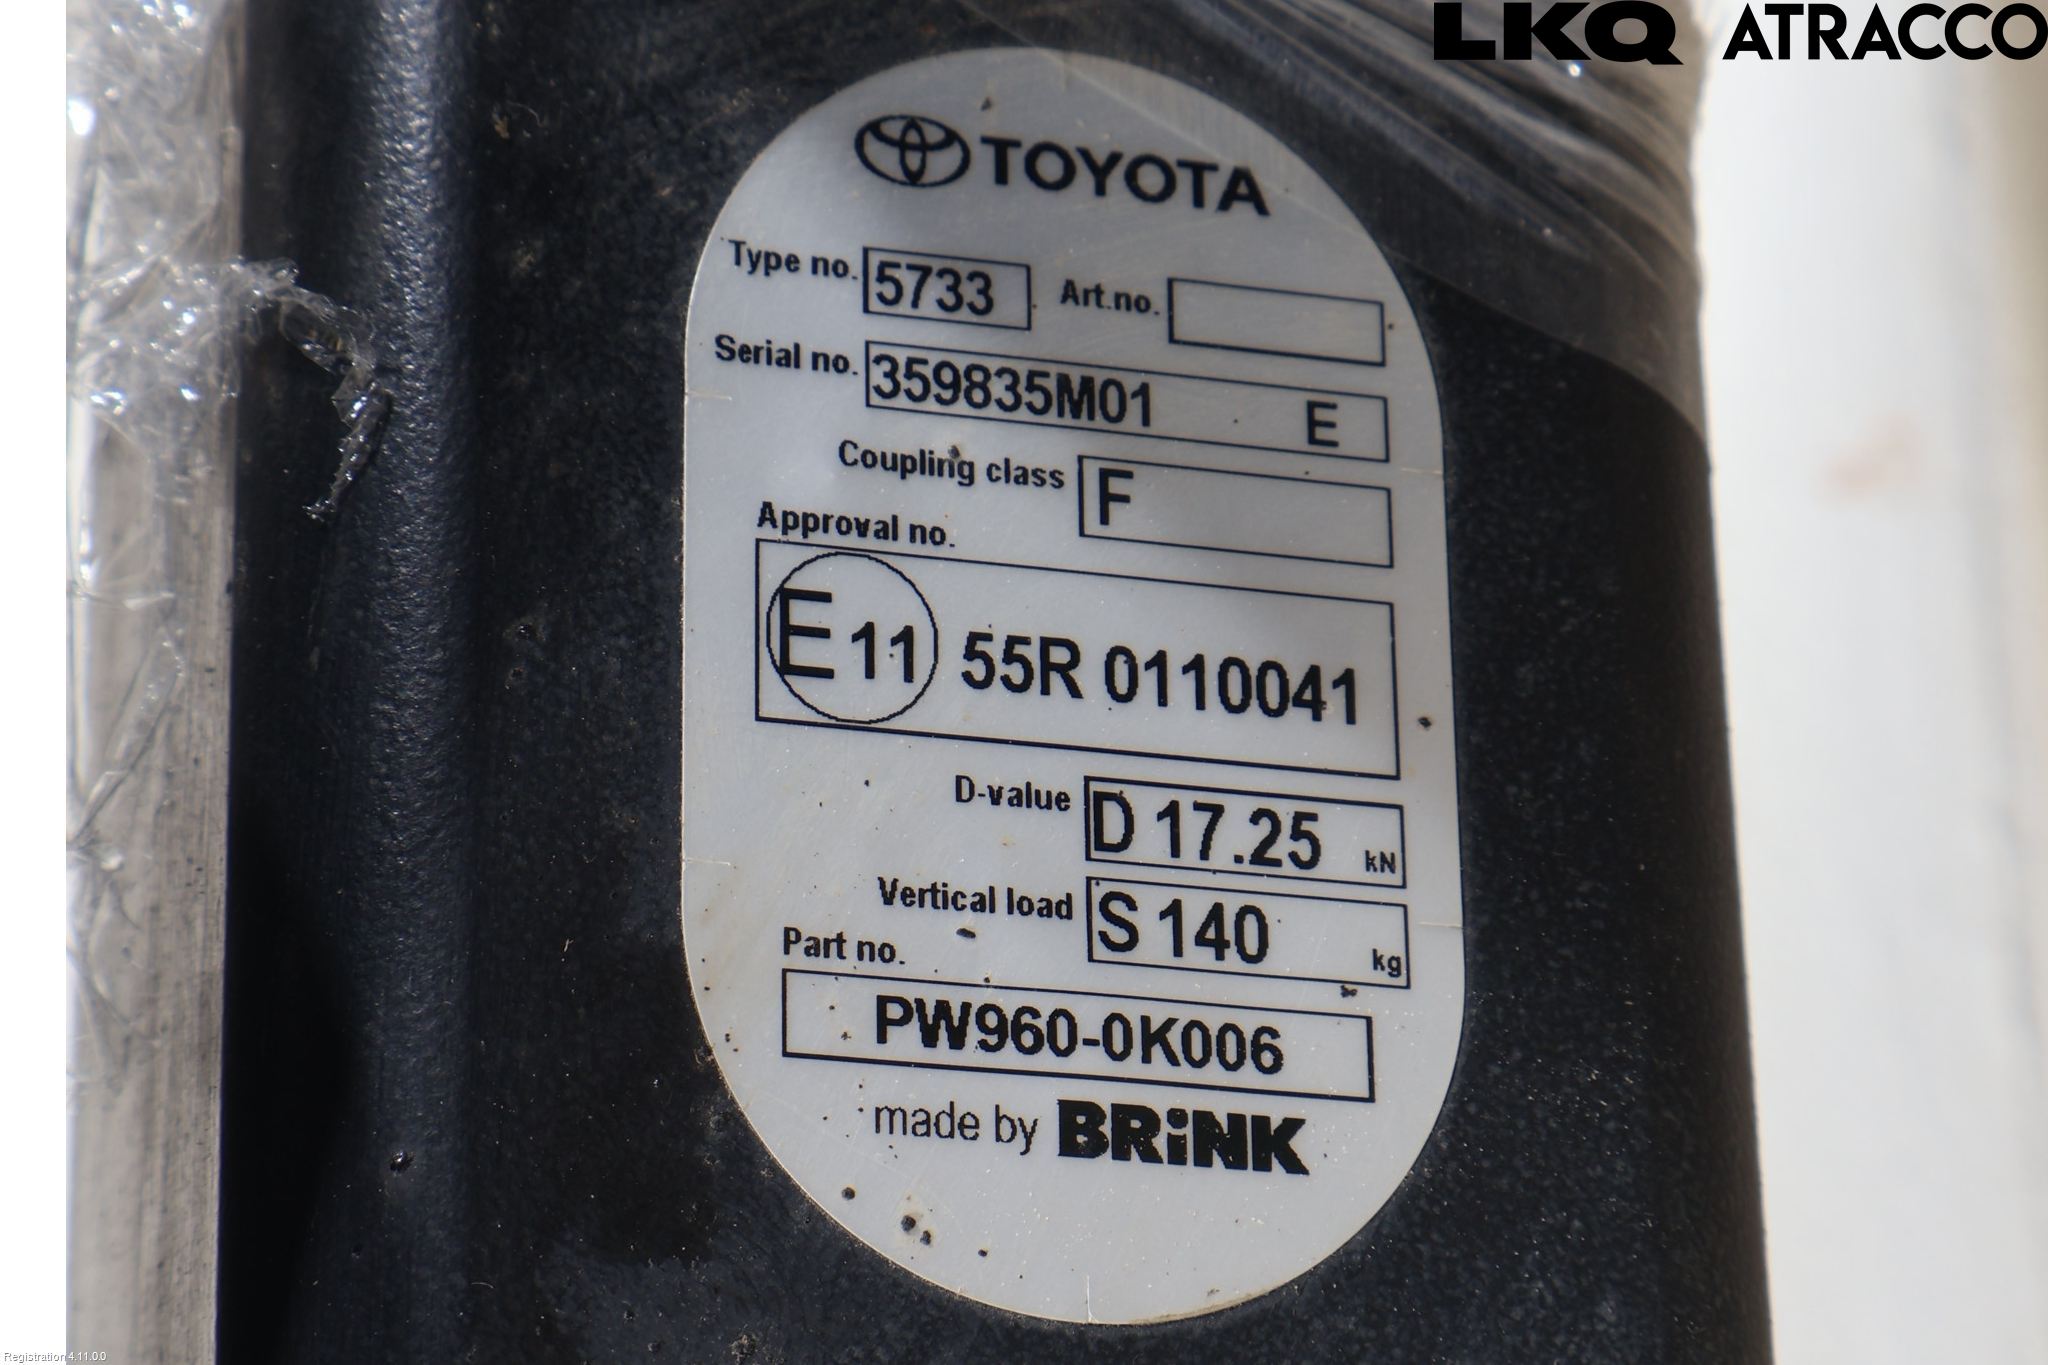 LKQ ATRACCO
TOYOTA
Type no. 5733 Art.no.
Serial no. 359835M01 E
Coupling class F
Approval no.
E 11 55R 0110041
D-value D 17.25 kN
Vertical load S 140 kg
Part no.
PW960-0K006
made by BRiNK
Registration 4.11.0.0